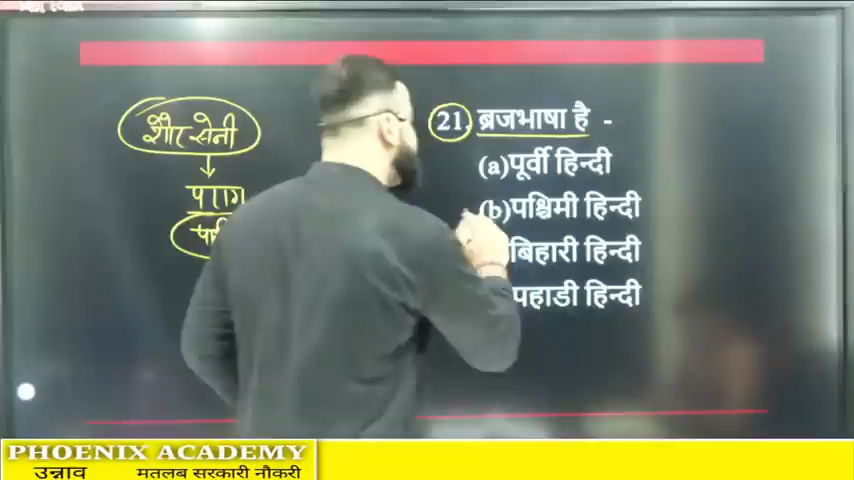 शौरसेनी
21. ब्रजभाषा है -
(a)पूर्वी हिन्दी
(b)पश्चिमी हिन्दी
बिहारी हिन्दी
पहाडी हिन्दी
PHOENIX ACADEMY
उन्नाव मतलब सरकारी नौकरी